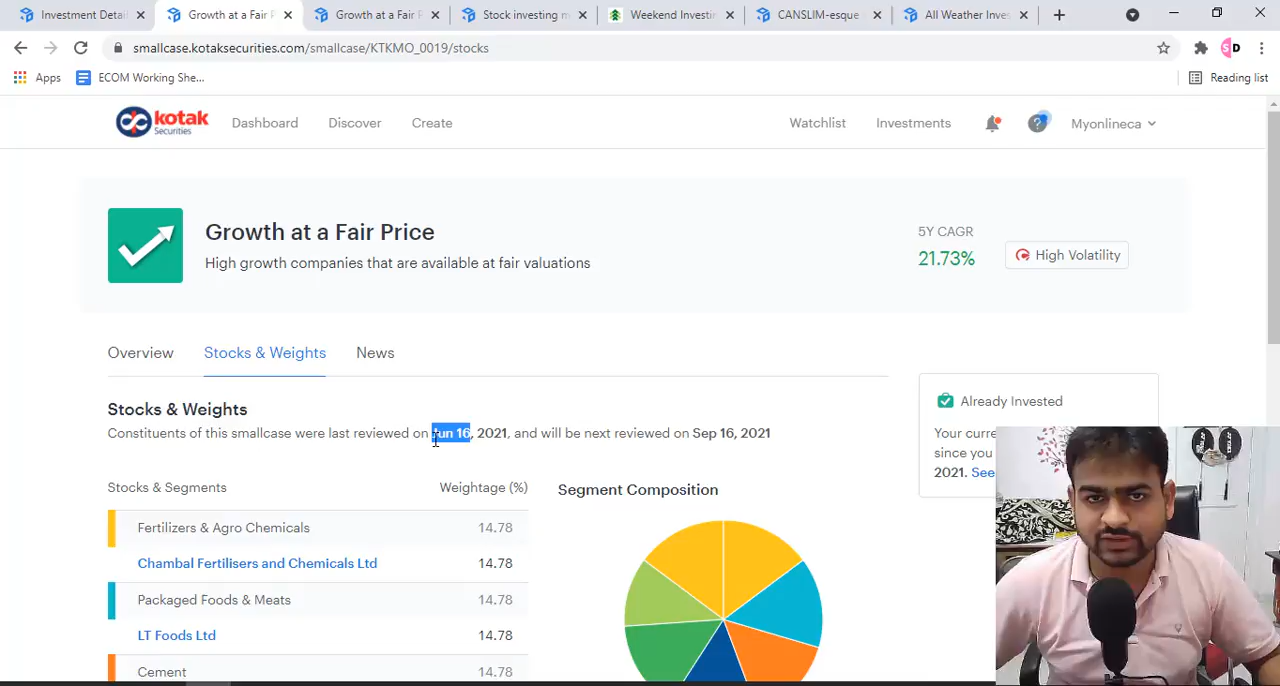 Investment Detail
Growth at a Fair P
Growth at a Fair P
Stock investing m
Weekend Investin
CANSLIM-esque
All Weather Inves
smallcase.kotaksecurities.com/smallcase/KTKMO_0019/stocks
S D
Apps
ECOM Working She...
Reading list
kotak
Securities
Dashboard
Discover
Create
Watchlist
Investments
?
Myonlineca
Growth at a Fair Price
High growth companies that are available at fair valuations
5Y CAGR
21.73%
High Volatility
Overview
Stocks & Weights
News
Stocks & Weights
Constituents of this smallcase were last reviewed on Jun 16, 2021, and will be next reviewed on Sep 16, 2021
Already Invested
Your curre
since you
2021. See
Stocks & Segments
Weightage (%)
Segment Composition
Fertilizers & Agro Chemicals
14.78
Chambal Fertilisers and Chemicals Ltd
14.78
Packaged Foods & Meats
14.78
LT Foods Ltd
14.78
Cement
14.78